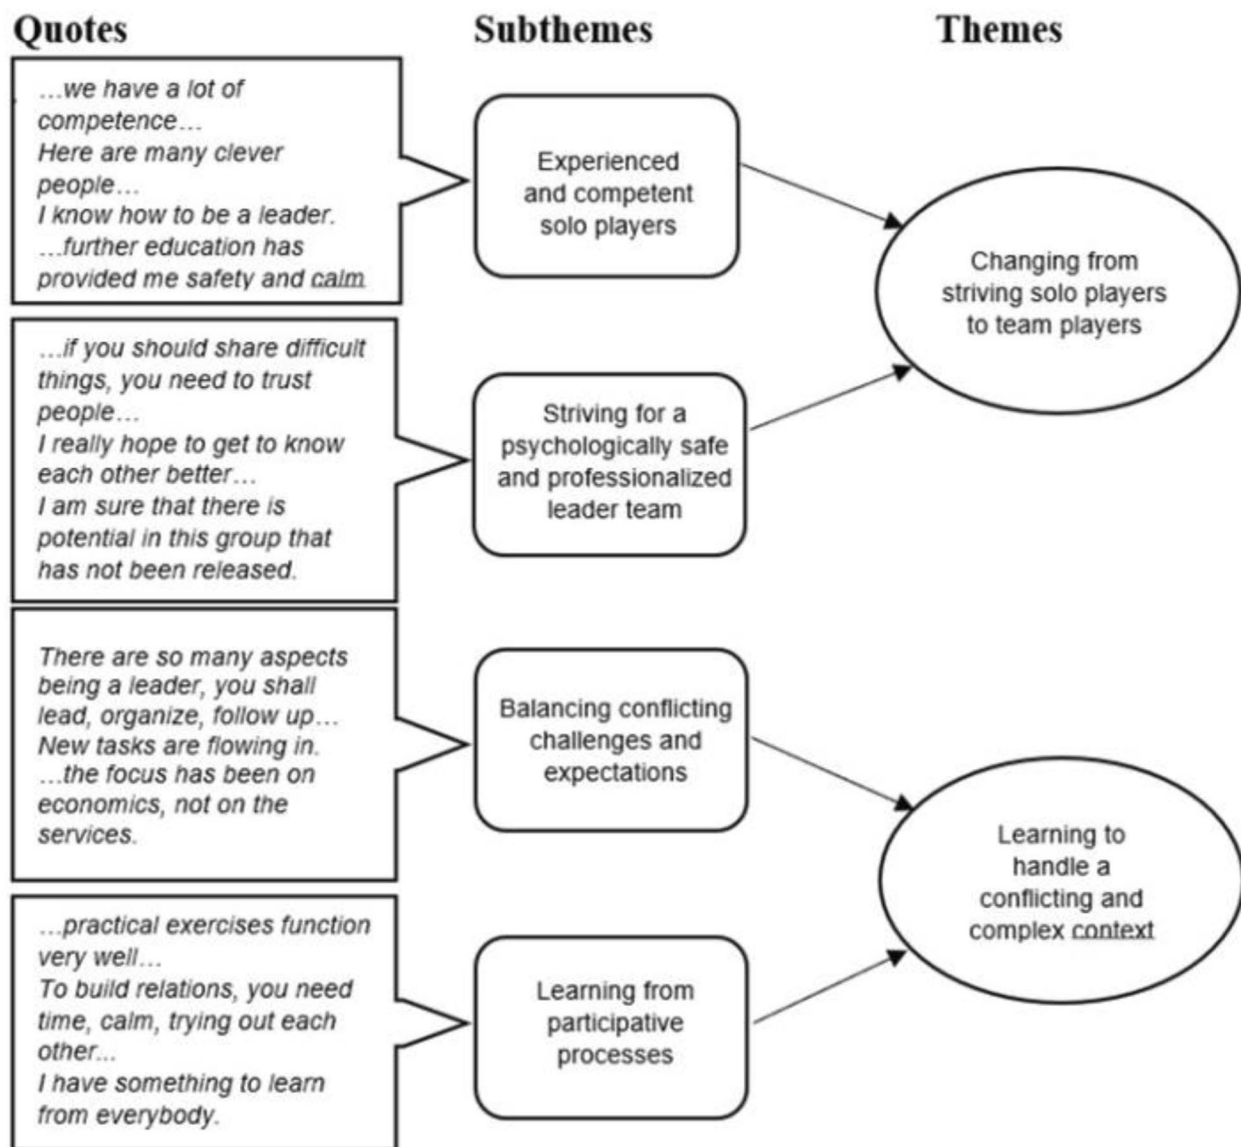 Quotes
Subthemes
Themes
…we have a lot of
competence…
Here are many clever
people…
I know how to be a leader.
…further education has
provided me safety and calm
Experienced
and competent
solo players
Changing from
striving solo players
to team players
…if you should share difficult
things, you need to trust
people…
I really hope to get to know
each other better…
I am sure that there is
potential in this group that
has not been released.
Striving for a
psychologically safe
and professionalized
leader team
There are so many aspects
being a leader, you shall
lead, organize, follow up…
New tasks are flowing in.
…the focus has been on
economics, not on the
services.
Balancing conflicting
challenges and
expectations
Learning to
handle a
conflicting and
complex context
…practical exercises function
very well…
To build relations, you need
time, calm, trying out each
other...
I have something to learn
from everybody.
Learning from
participative
processes